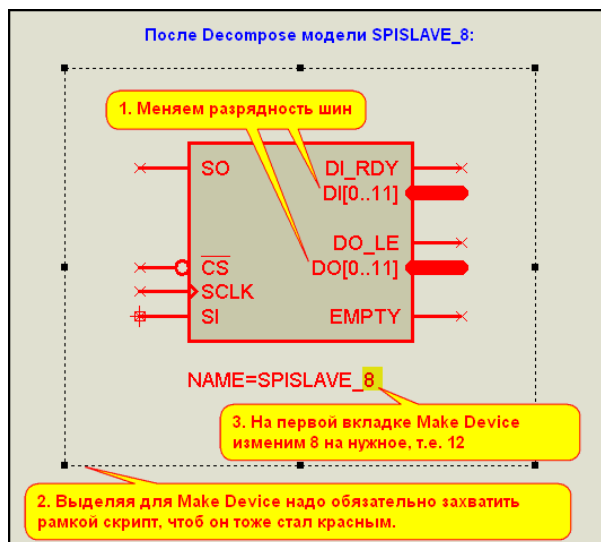 После Decompose модели SPISLAVE_8:
1. Меняем разрядность шин
SO
DI_RDY
DI[0..11]
DO_LE
CS
DO[0..11]
SCLK
SI
EMPTY
NAME=SPISLAVE_8
3. На первой вкладке Make Device
изменим 8 на нужное, т.е. 12
2. Выделяя для Make Device надо обязательно захватить
рамкой скрипт, чтоб он тоже стал красным.